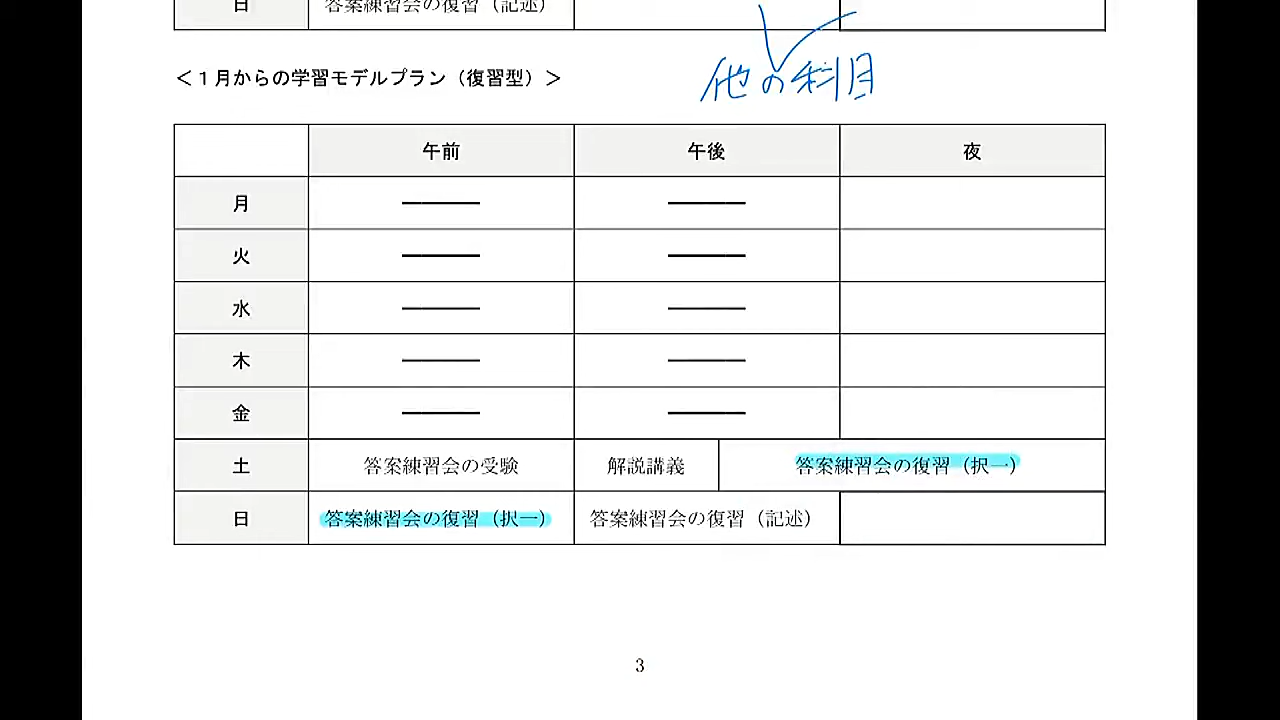 日 答案練習会の復習（記述）
他の科目
＜１月からの学習モデルプラン（復習型）＞
午前 午後 夜
月 ―――― ――――
火 ―――― ――――
水 ―――― ――――
木 ―――― ――――
金 ―――― ――――
土 答案練習会の受験 解説講義 答案練習会の復習（択一）
日 答案練習会の復習（択一） 答案練習会の復習（記述）
3